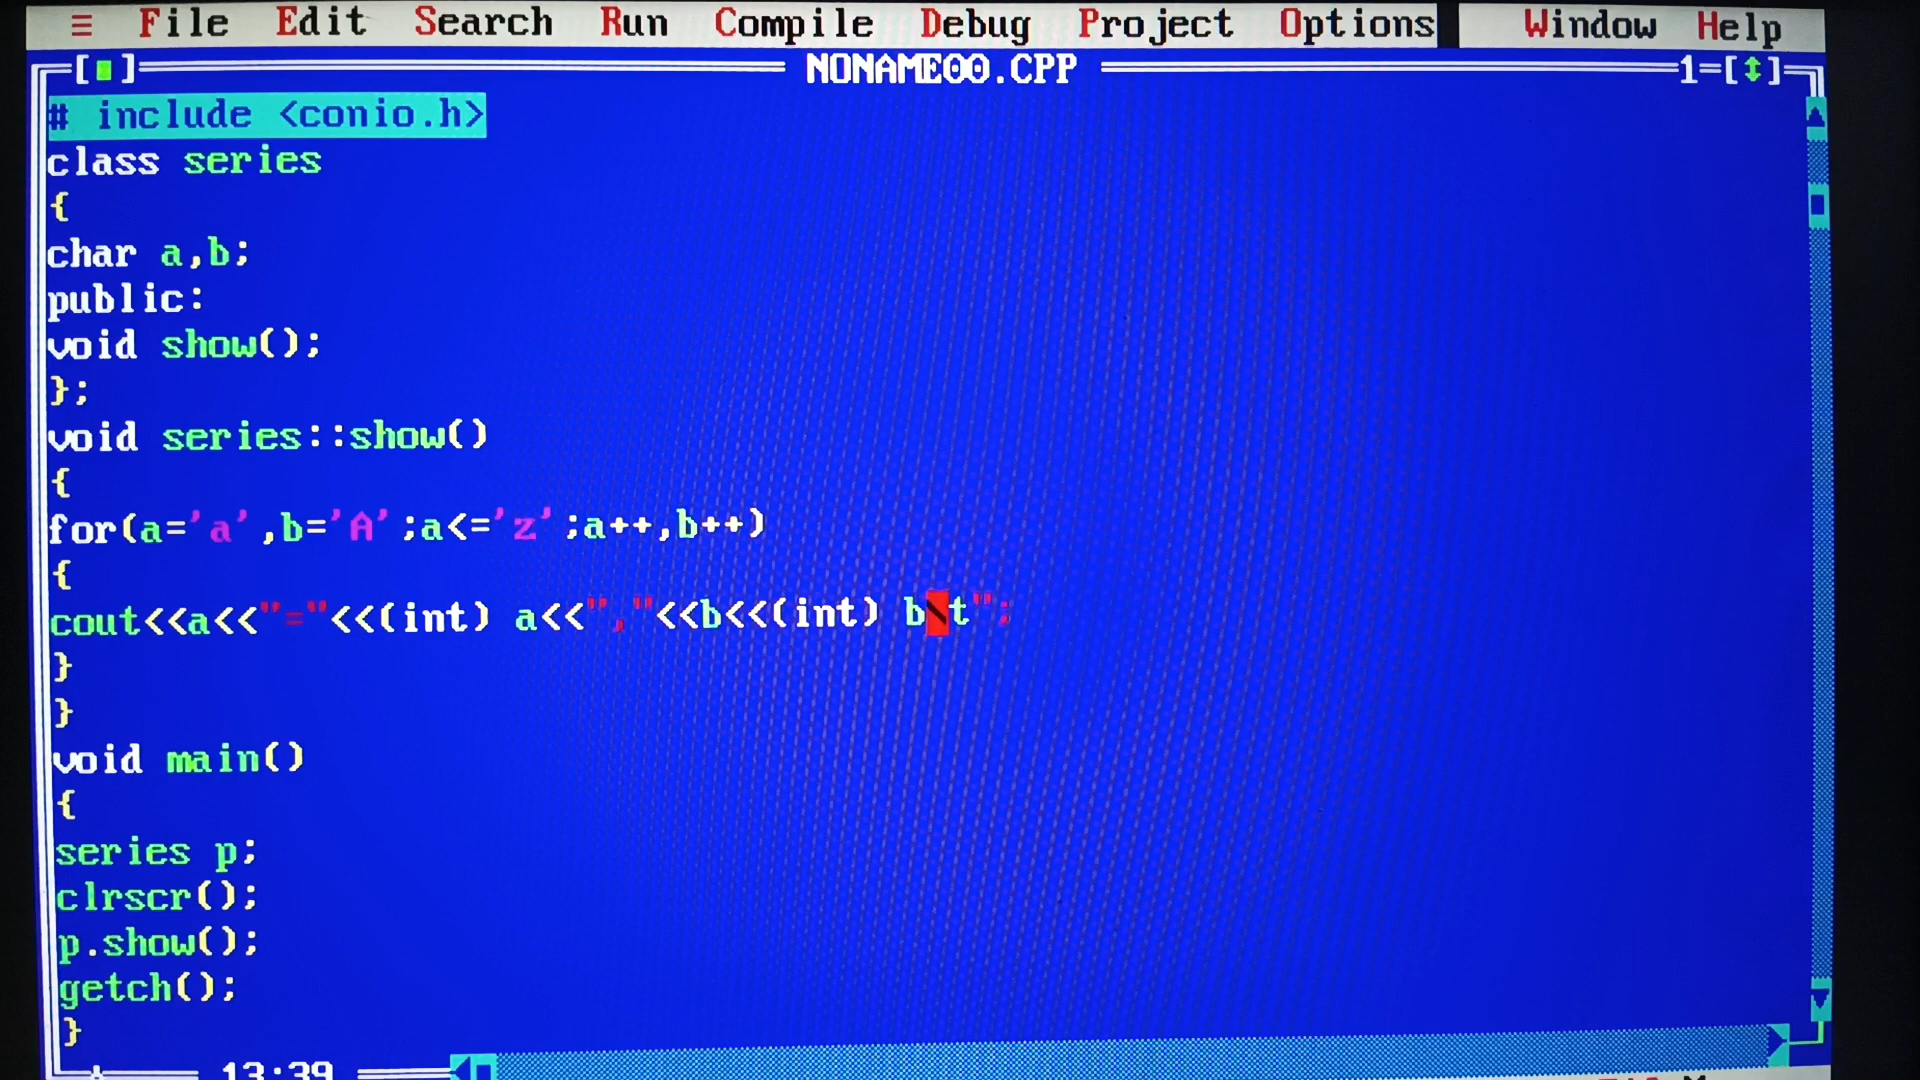 ≡ File Edit Search Run Compile Debug Project Options Window Help
[■] NONAME00.CPP 1=[↕]
# include <conio.h>
class series
{
char a,b;
public:
void show();
};
void series::show()
{
for(a='a',b='A';a<='z';a++,b++)
{
cout<<a<<"="<<(int) a<<","<<b<<(int) b\t";
}
}
void main()
{
series p;
clrscr();
p.show();
getch();
}
13:39